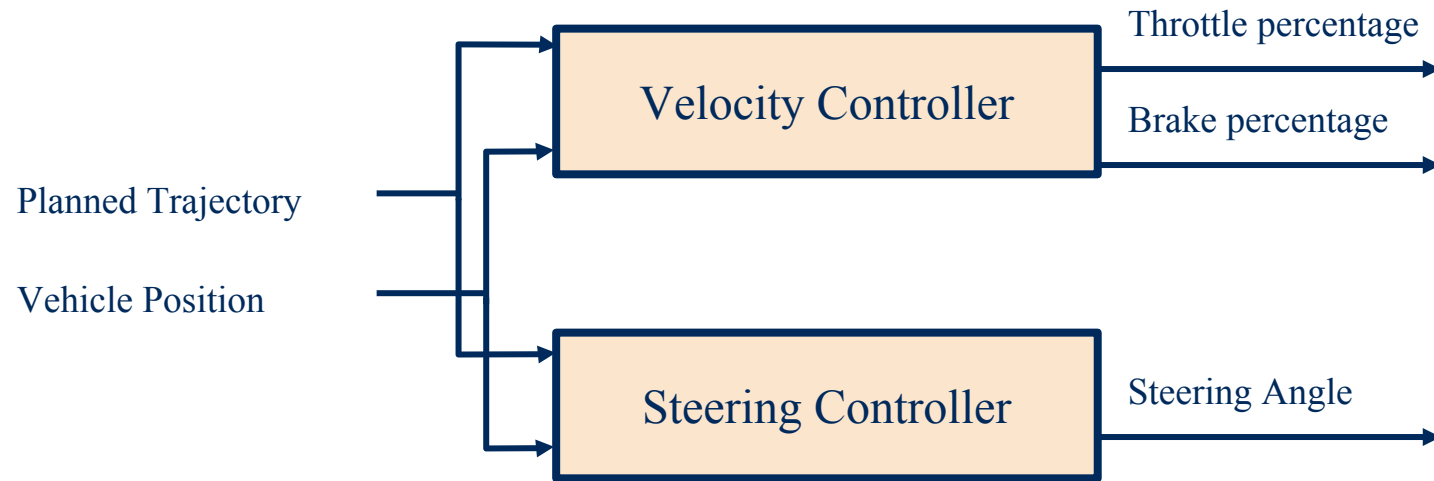 Throttle percentage
Velocity Controller
Brake percentage
Planned Trajectory
Vehicle Position
Steering Controller
Steering Angle